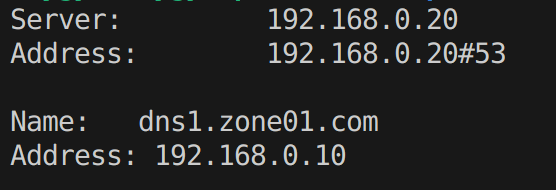 Server: 192.168.0.20
Address: 192.168.0.20#53
Name: dns1.zone01.com
Address: 192.168.0.10